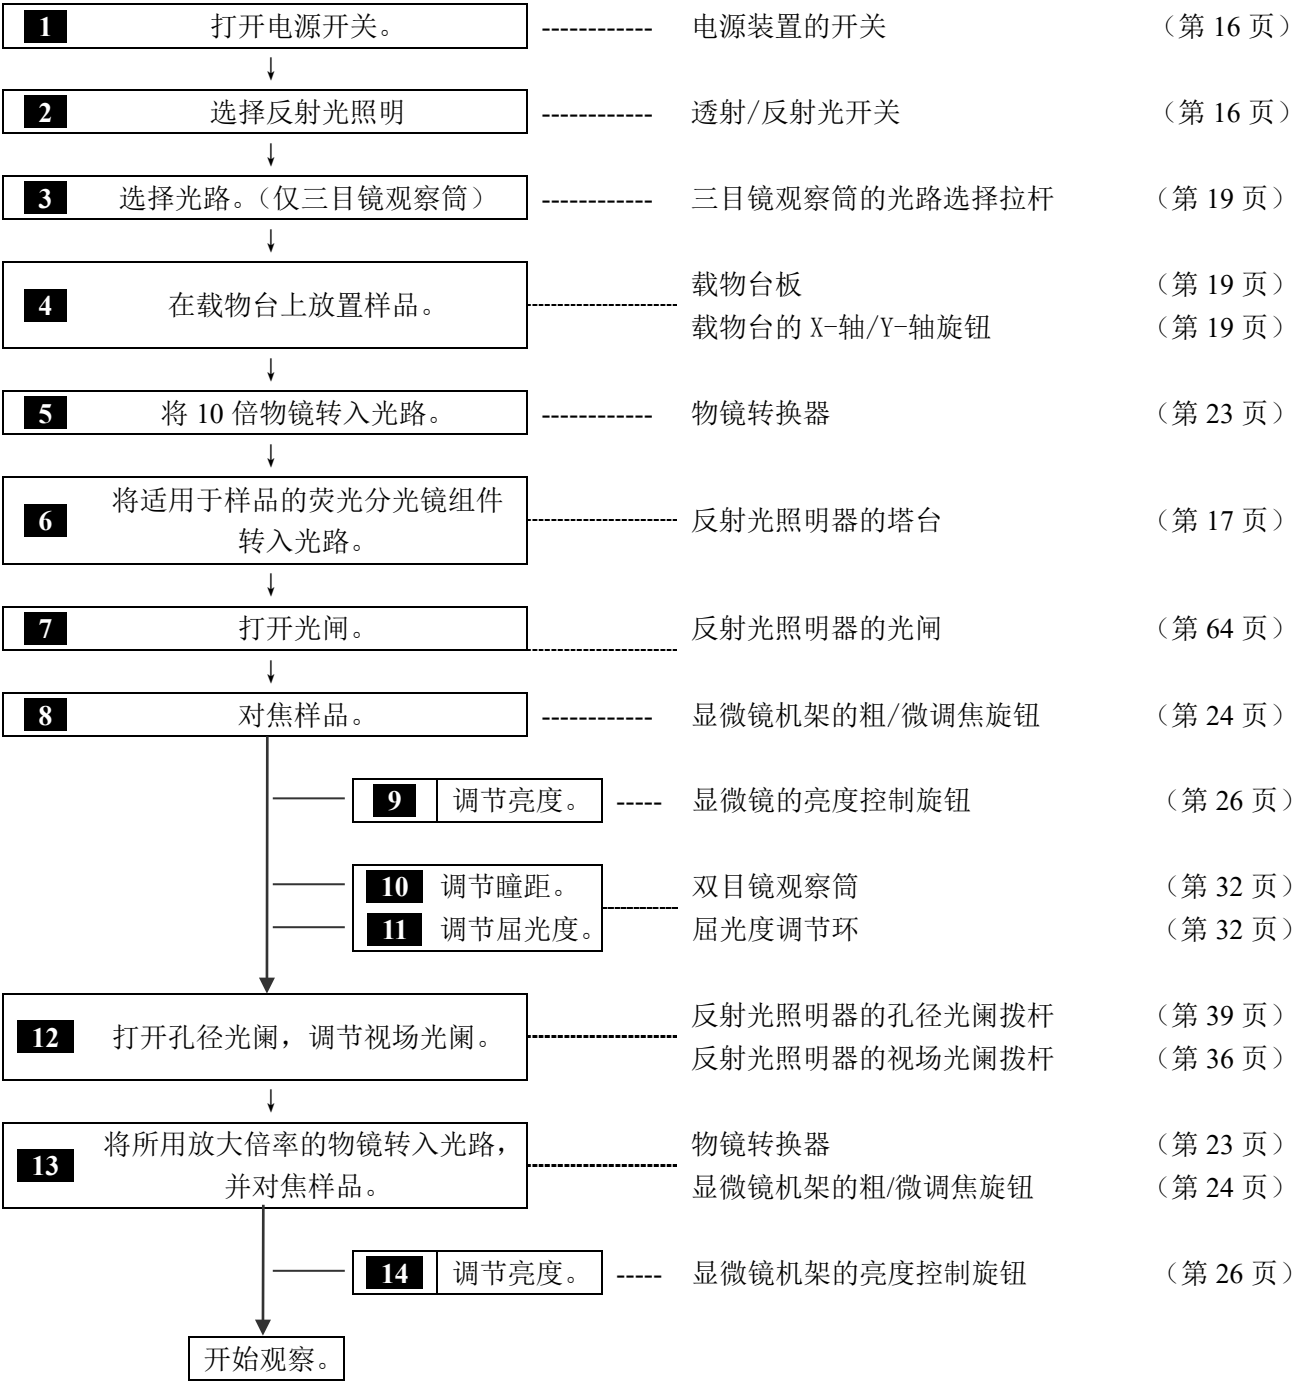 1 打开电源开关。 ------------ 电源装置的开关 （第 16 页）
↓
2 选择反射光照明 ------------ 透射/反射光开关 （第 16 页）
↓
3 选择光路。（仅三目镜观察筒） ------------ 三目镜观察筒的光路选择拉杆 （第 19 页）
↓
4 在载物台上放置样品。
载物台板 （第 19 页）
载物台的 X-轴/Y-轴旋钮 （第 19 页）
↓
5 将 10 倍物镜转入光路。 ------------ 物镜转换器 （第 23 页）
↓
6 将适用于样品的荧光分光镜组件
转入光路。
反射光照明器的塔台 （第 17 页）
↓
7 打开光闸。 反射光照明器的光闸 （第 64 页）
↓
8 对焦样品。 ------------ 显微镜机架的粗/微调焦旋钮 （第 24 页）
9 调节亮度。 ----- 显微镜的亮度控制旋钮 （第 26 页）
10 调节瞳距。 双目镜观察筒 （第 32 页）
11 调节屈光度。 屈光度调节环 （第 32 页）
12 打开孔径光阑，调节视场光阑。
反射光照明器的孔径光阑拨杆 （第 39 页）
反射光照明器的视场光阑拨杆 （第 36 页）
↓
13 将所用放大倍率的物镜转入光路，
并对焦样品。
物镜转换器 （第 23 页）
显微镜机架的粗/微调焦旋钮 （第 24 页）
14 调节亮度。 ----- 显微镜机架的亮度控制旋钮 （第 26 页）
开始观察。